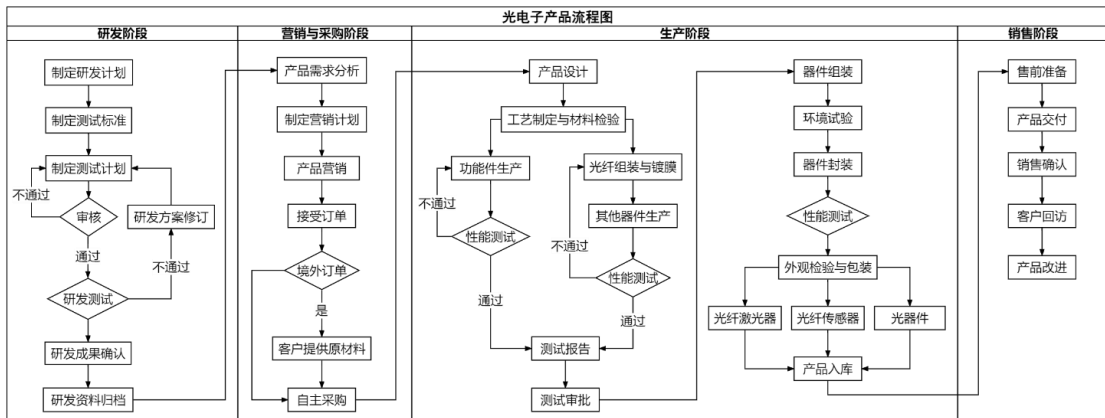 光电子产品流程图
研发阶段
营销与采购阶段
生产阶段
销售阶段
制定研发计划
制定测试标准
制定测试计划
不通过
审核
研发方案修订
通过
不通过
研发测试
研发成果确认
研发资料归档
产品需求分析
制定营销计划
产品营销
接受订单
境外订单
是
客户提供原材料
自主采购
产品设计
工艺制定与材料检验
功能件生产
光纤组装与镀膜
不通过
其他器件生产
性能测试
不通过
性能测试
通过
通过
测试报告
测试审批
器件组装
环境试验
器件封装
性能测试
外观检验与包装
光纤激光器
光纤传感器
光器件
产品入库
售前准备
产品交付
销售确认
客户回访
产品改进